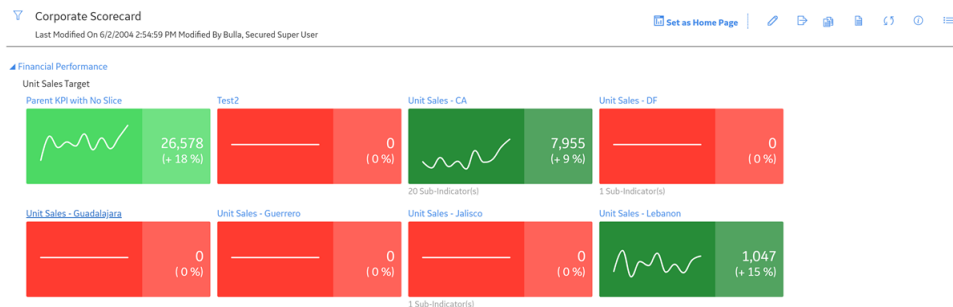 Corporate Scorecard
Set as Home Page
Last Modified On 6/2/2004 2:54:59 PM Modified By Bulla, Secured Super User
Financial Performance
Unit Sales Target
Parent KPI with No Slice
26,578
(+ 18 %)
Test2
0
( 0 %)
Unit Sales - CA
7,955
(+ 9 %)
20 Sub-Indicator(s)
Unit Sales - DF
0
( 0 %)
1 Sub-Indicator(s)
Unit Sales - Guadalajara
0
( 0 %)
Unit Sales - Guerrero
0
( 0 %)
Unit Sales - Jalisco
0
( 0 %)
1 Sub-Indicator(s)
Unit Sales - Lebanon
1,047
(+ 15 %)